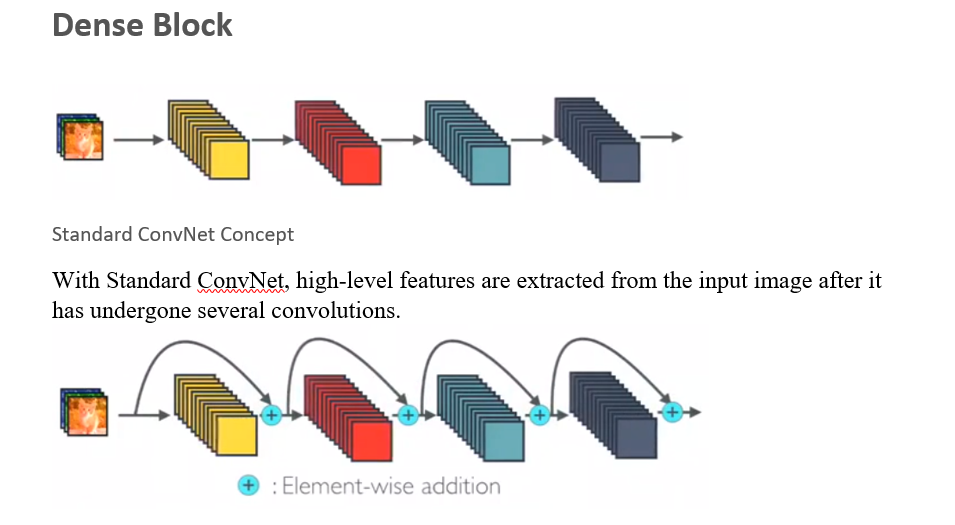 Dense Block
Standard ConvNet Concept
With Standard ConvNet, high-level features are extracted from the input image after it
has undergone several convolutions.
+ + + +
+ : Element-wise addition